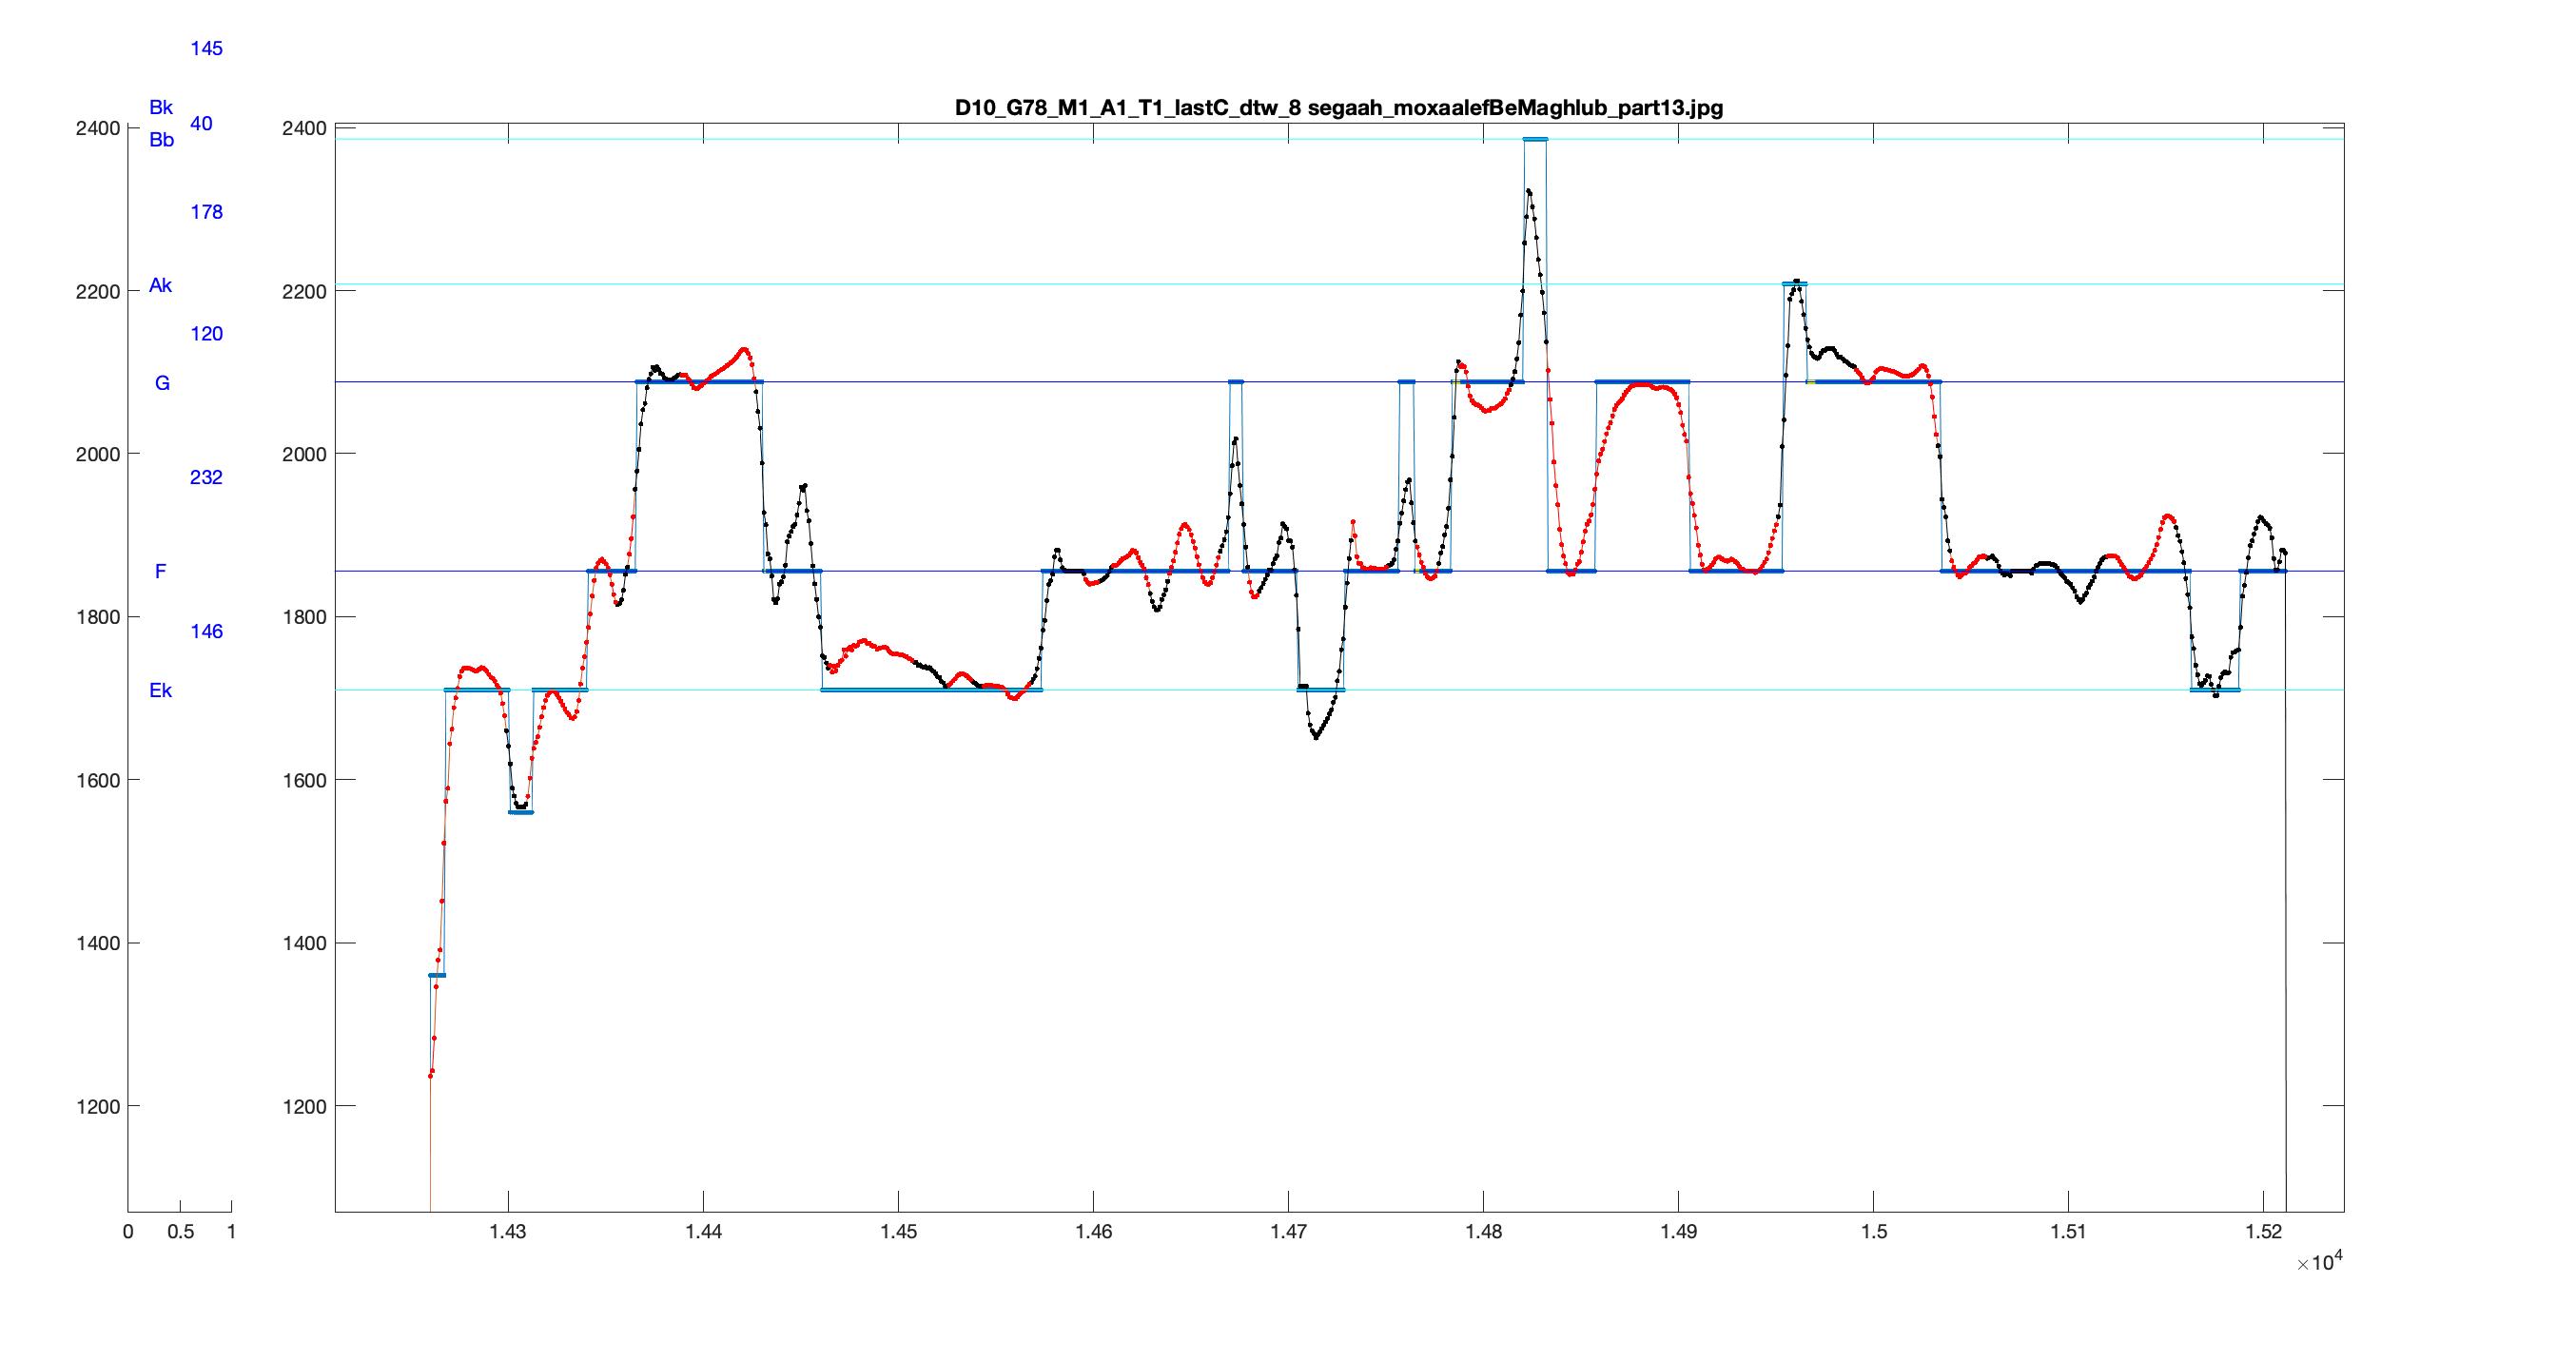 145
D10_G78_M1_A1_T1_lastC_dtw_8 segaah_moxaalefBeMaghlub_part13.jpg
Bk
40
2400
2400
Bb
178
2200
Ak
2200
120
G
2000
2000
232
F
1800
1800
146
Ek
1600
1600
1400
1400
1200
1200
0 0.5 1
1.43 1.44 1.45 1.46 1.47 1.48 1.49 1.5 1.51 1.52
×10⁴